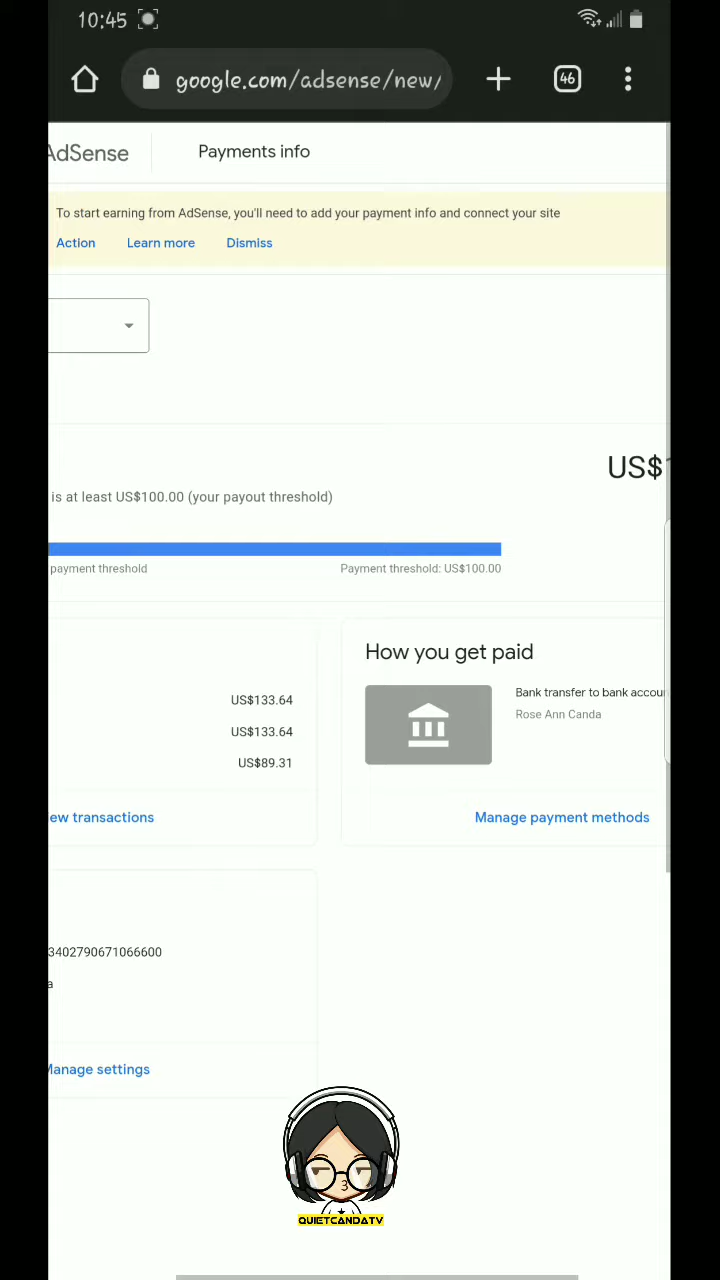 10:45
google.com/adsense/new/
46
AdSense
Payments info
To start earning from AdSense, you'll need to add your payment info and connect your site
Action Learn more Dismiss
US$1
is at least US$100.00 (your payout threshold)
payment threshold
Payment threshold: US$100.00
How you get paid
US$133.64
US$133.64
US$89.31
Bank transfer to bank accou
Rose Ann Canda
ew transactions
Manage payment methods
3402790671066600
a
Manage settings
QUIETCANDATV